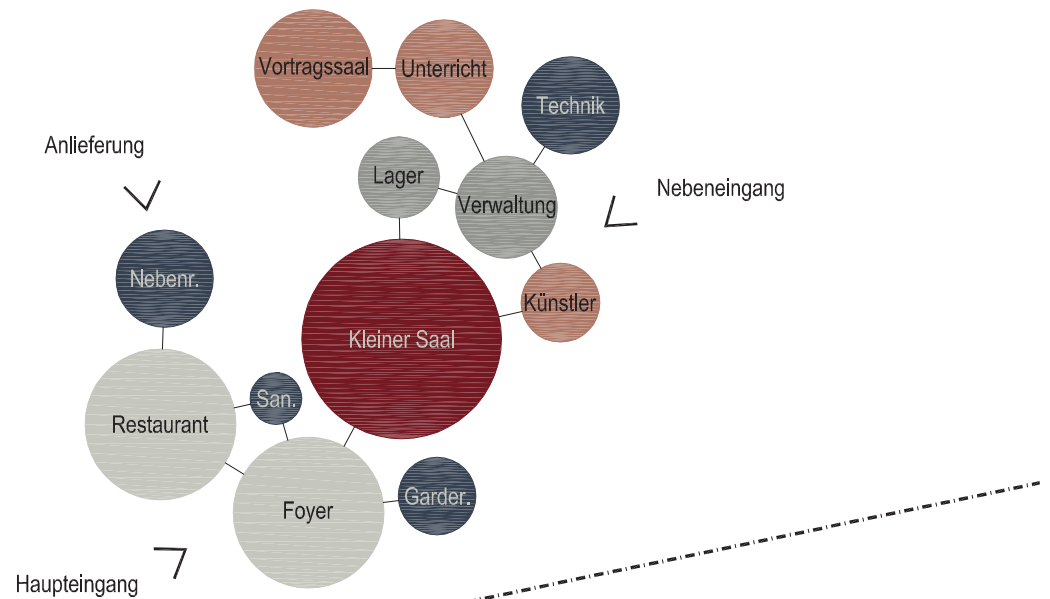 Vortragssaal
Unterricht
Technik
Anlieferung
Lager
Nebeneingang
Verwaltung
Nebenr.
Künstler
Kleiner Saal
San.
Restaurant
Garder.
Foyer
Haupteingang